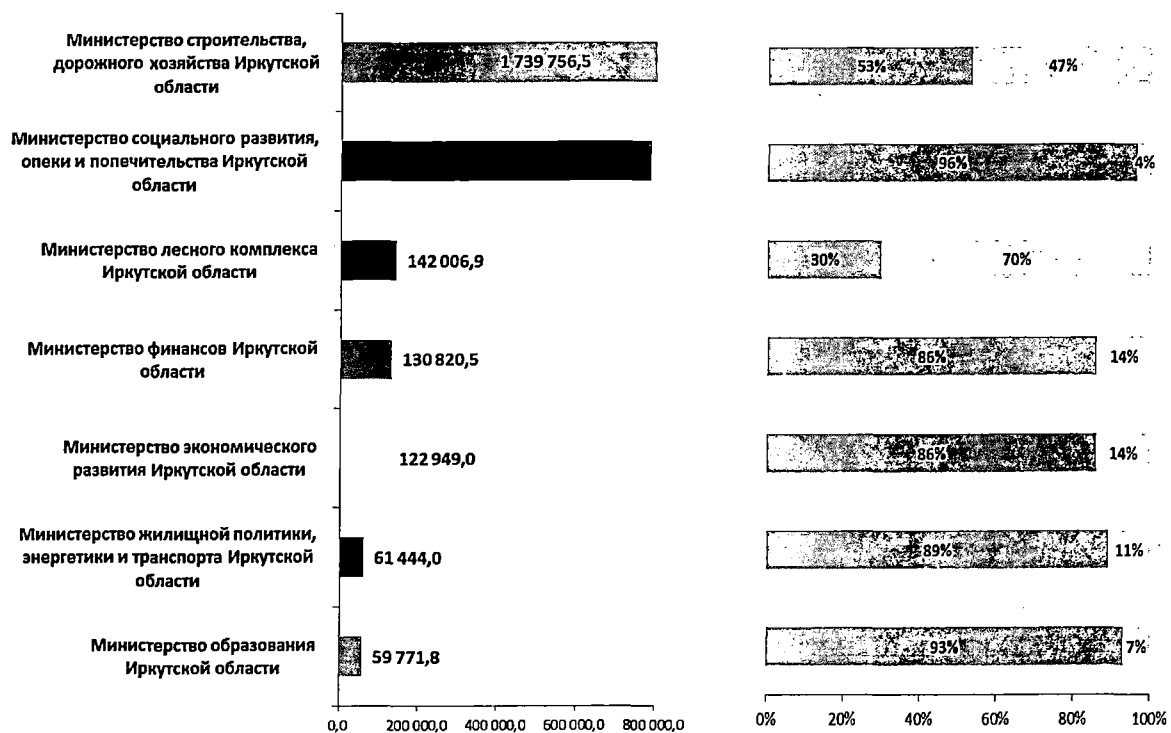 Министерство строительства,
дорожного хозяйства Иркутской
области
1 739 756,5
53%
47%
Министерство социального развития,
опеки и попечительства Иркутской
области
96%
4%
Министерство лесного комплекса
Иркутской области
142 006,9
30%
70%
Министерство финансов Иркутской
области
130 820,5
86%
14%
Министерство экономического
развития Иркутской области
122 949,0
86%
14%
Министерство жилищной политики,
энергетики и транспорта Иркутской
области
61 444,0
89%
11%
Министерство образования
Иркутской области
59 771,8
93%
7%
0,0 200 000,0 400 000,0 600 000,0 800 000,0
0% 20% 40% 60% 80% 100%